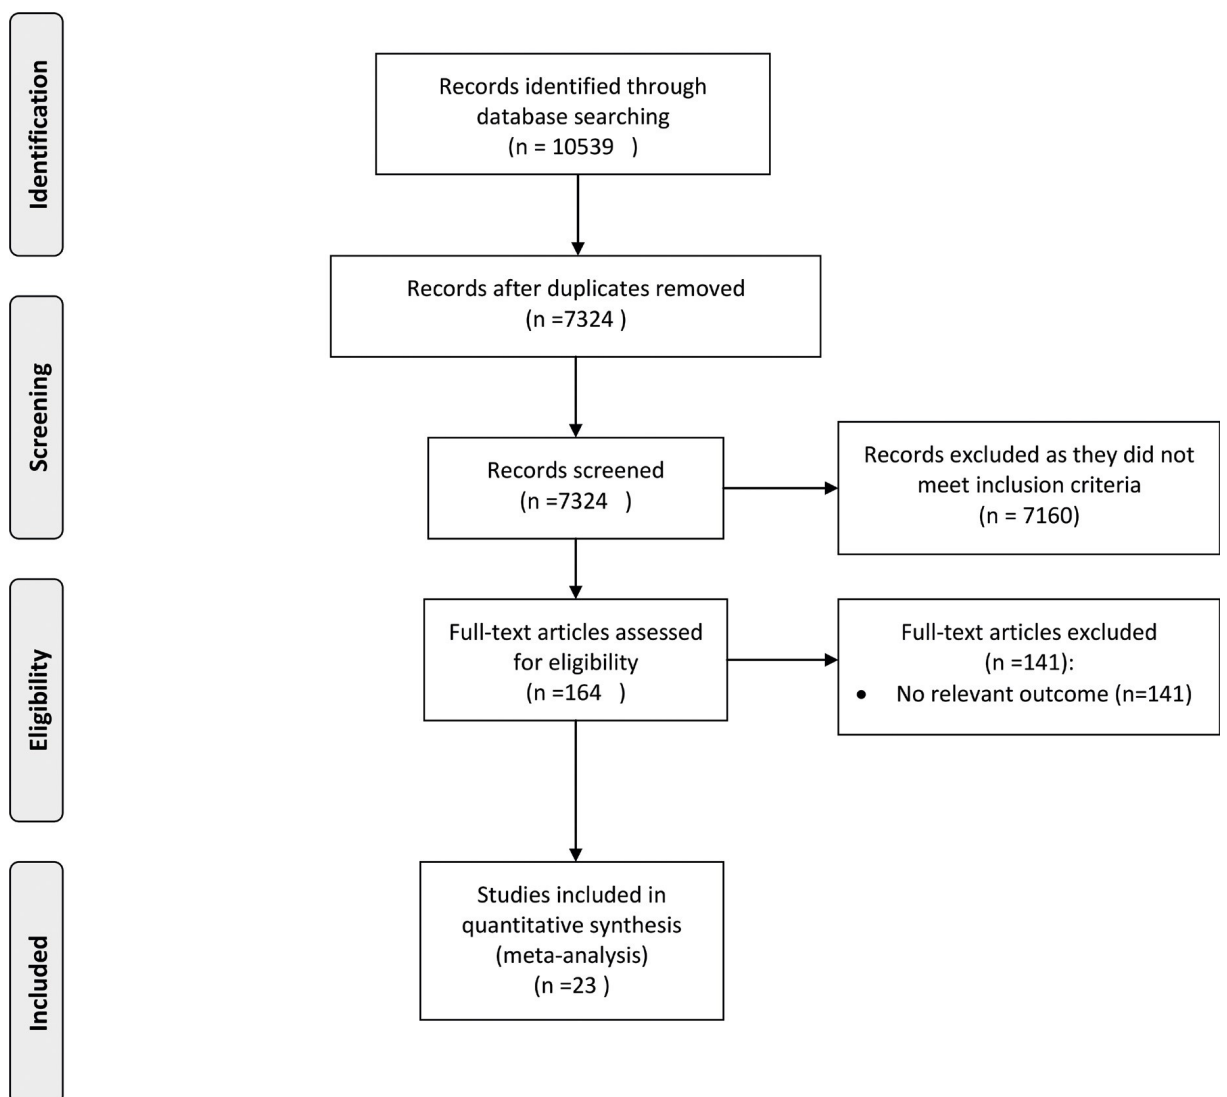 Identification
Records identified through
database searching
(n = 10539   )
Records after duplicates removed
(n =7324 )
Screening
Records screened
(n =7324   )
Records excluded as they did not
meet inclusion criteria
(n = 7160)
Eligibility
Full-text articles assessed
for eligibility
(n =164   )
Full-text articles excluded
(n =141):
• No relevant outcome (n=141)
Included
Studies included in
quantitative synthesis
(meta-analysis)
(n =23 )